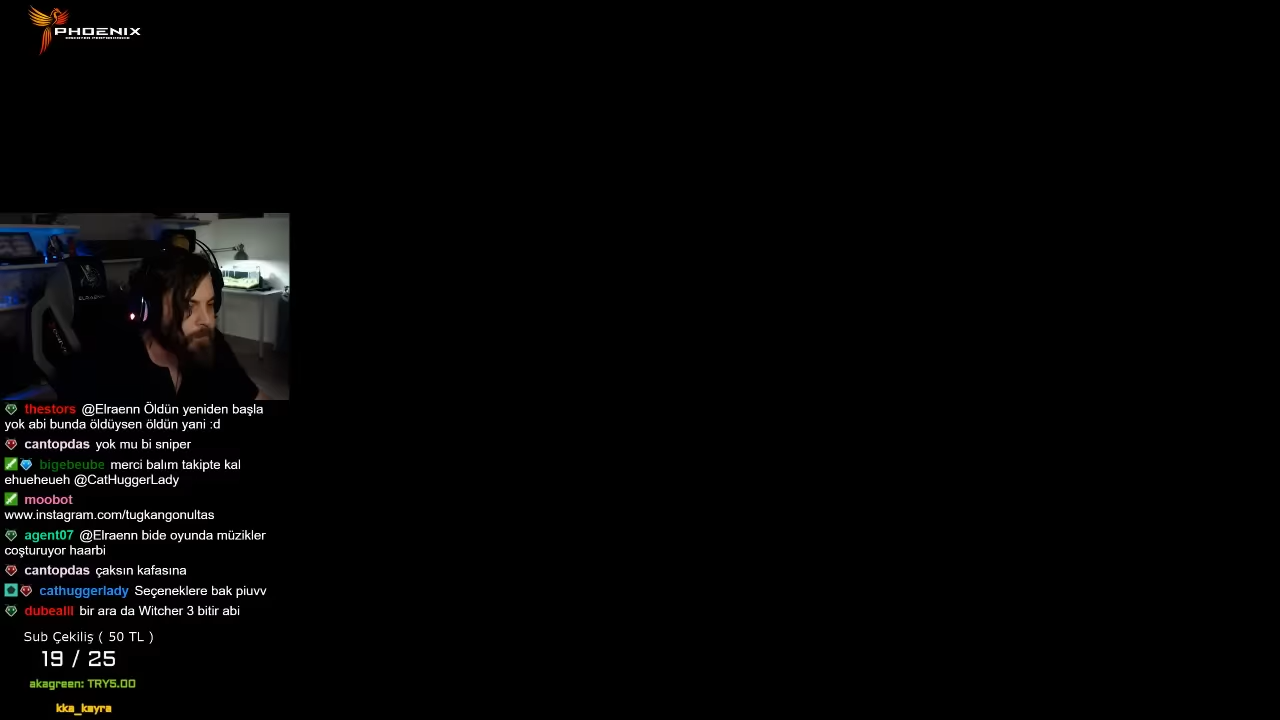 PHOENIX
thestors @Elraenn Öldün yeniden başla
yok abi bunda öldüysen öldün yani :d
cantopdas yok mu bi sniper
bigebeube merci balım takipte kal
ehueheueh @CatHuggerLady
moobot
www.instagram.com/tugkangonultas
agent07 @Elraenn bide oyunda müzikler
coşturuyor haarbi
cantopdas çaksın kafasına
cathuggerlady Seçeneklere bak piuvv
dubealll bir ara da Witcher 3 bitir abi
Sub Çekiliş ( 50 TL )
19 / 25
akagreen: TRY5.00
kka_kayra